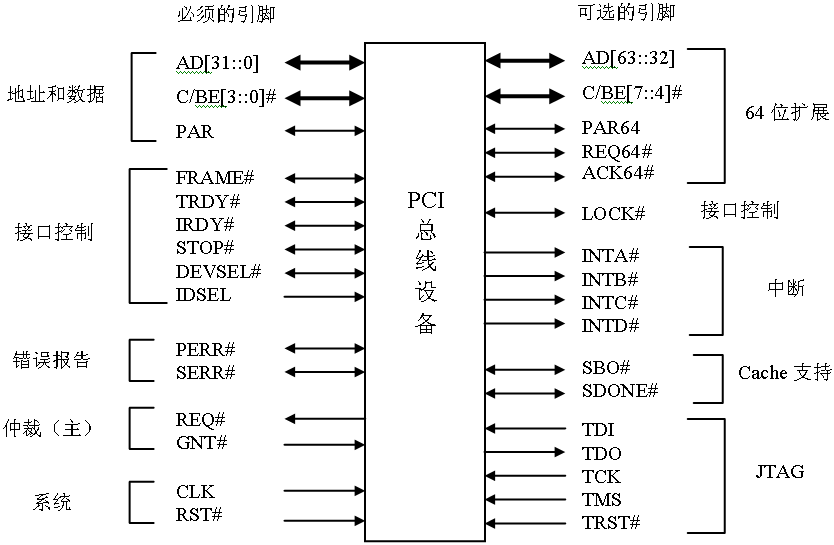 必须的引脚
可选的引脚
地址和数据
AD[31::0]
C/BE[3::0]#
PAR
接口控制
FRAME#
TRDY#
IRDY#
STOP#
DEVSEL#
IDSEL
错误报告
PERR#
SERR#
仲裁（主）
REQ#
GNT#
系统
CLK
RST#
PCI
总
线
设
备
AD[63::32]
C/BE[7::4]#
PAR64
REQ64#
ACK64#
64 位扩展
LOCK#
接口控制
INTA#
INTB#
INTC#
INTD#
中断
SBO#
SDONE#
Cache 支持
TDI
TDO
TCK
TMS
TRST#
JTAG